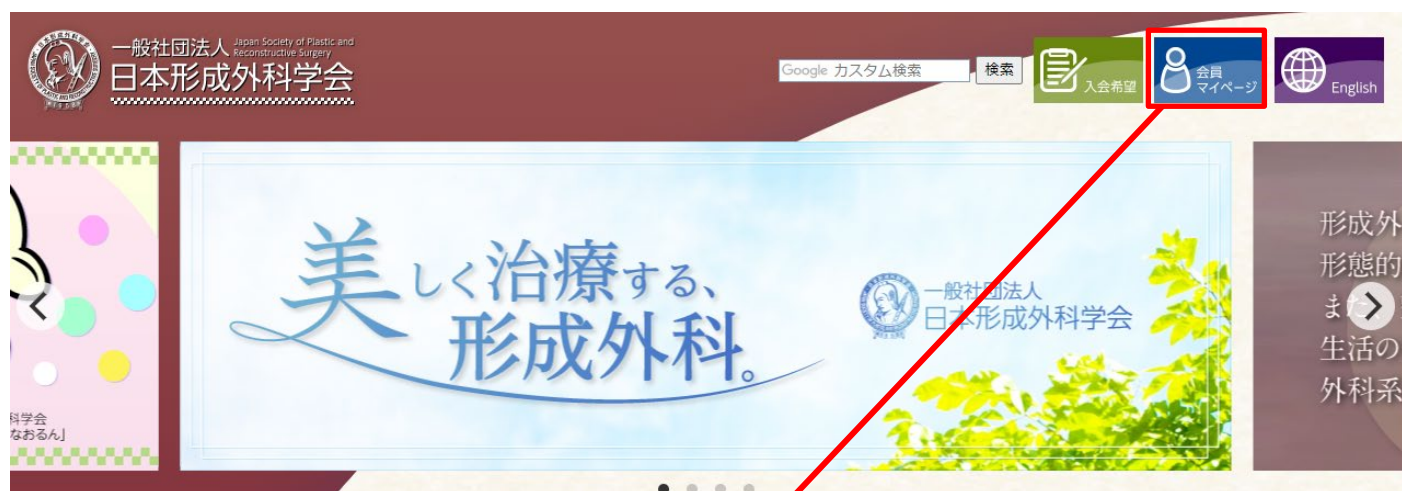 一般社団法人 Japan Society of Plastic and Reconstructive Surgery
日本形成外科学会
Google カスタム検索
検索
入会希望
会員
マイページ
English
科学会
なおるん」
美しく治療する、
形成外科。
一般社団法人
日本形成外科学会
形成外
形態的
また、
生活の
外科系